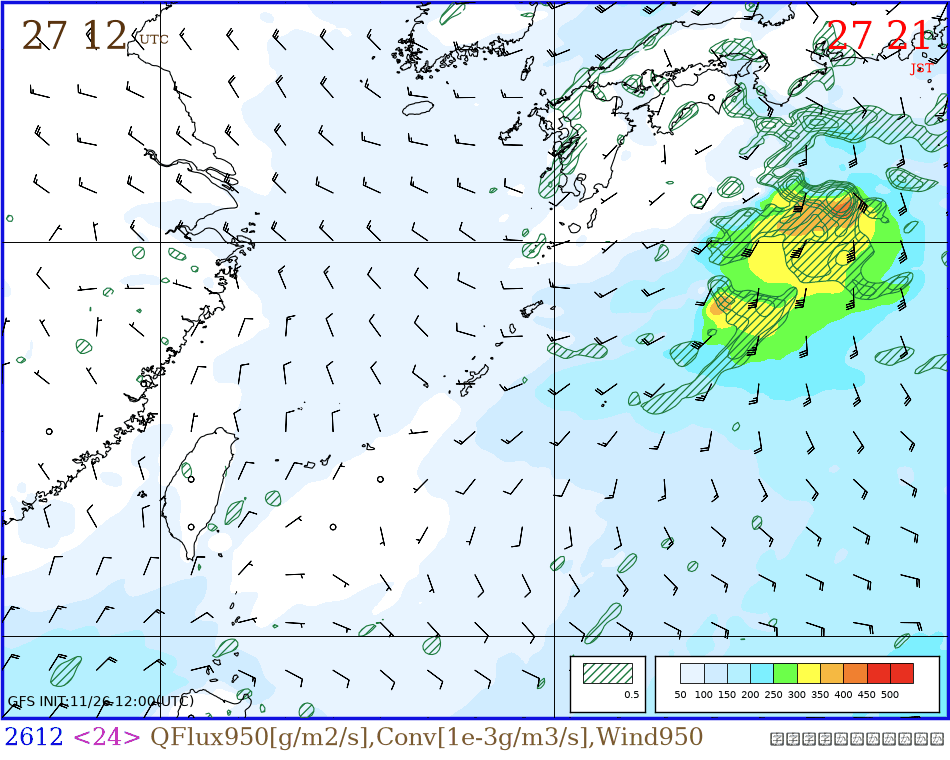 27 12 UTC
27 21
JST
0.5
50 100 150 200 250 300 350 400 450 500
GFS INIT:11/26 12:00(UTC)
2612 <24> QFlux950[g/m2/s],Conv[1e-3g/m3/s],Wind950